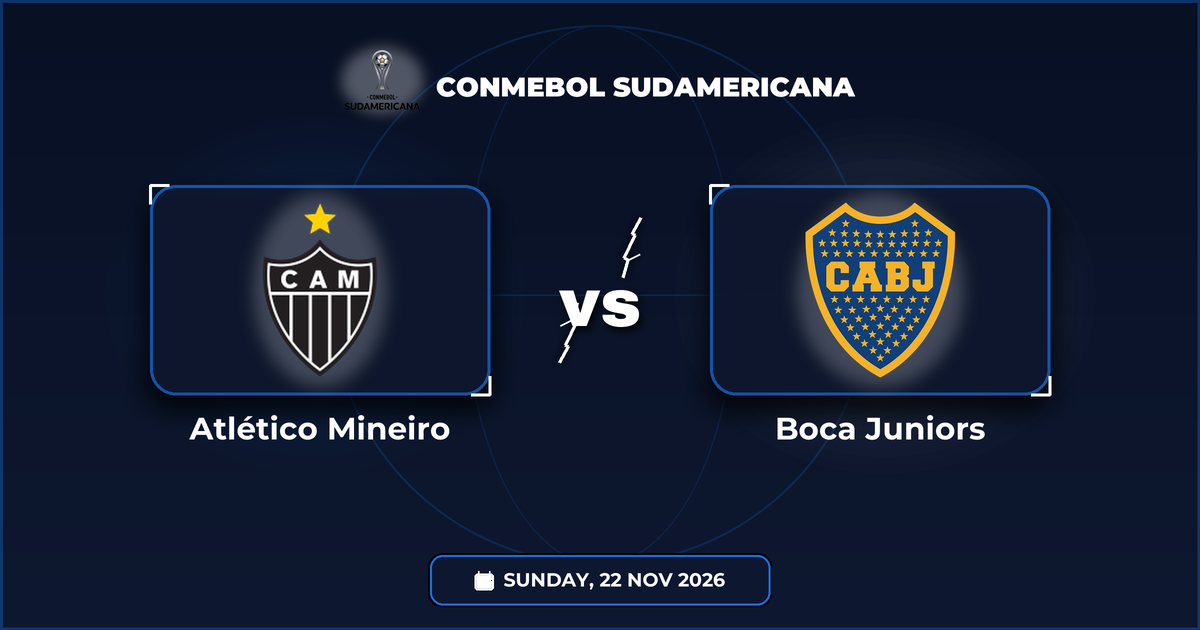 ·CONMEBOL·
SUDAMERICANA
CONMEBOL SUDAMERICANA
CAM
CABJ
vs
Atlético Mineiro
Boca Juniors
SUNDAY, 22 NOV 2026